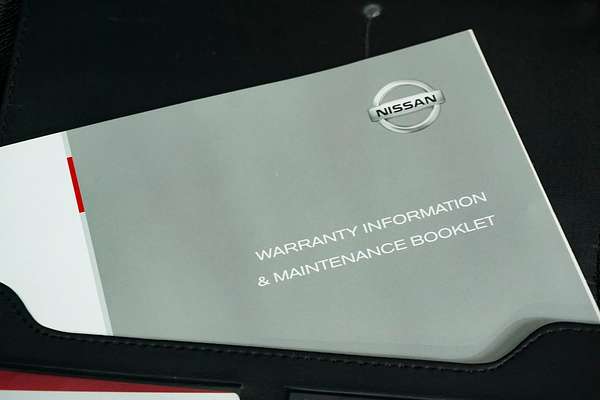 NISSAN
WARRANTY INFORMATION
& MAINTENANCE BOOKLET